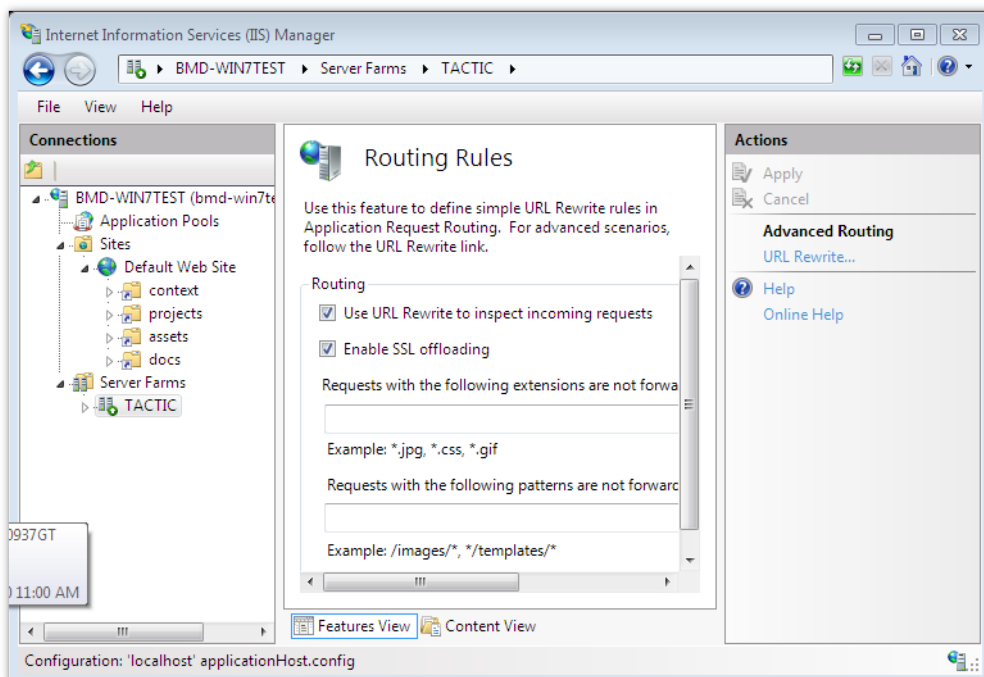 Internet Information Services (IIS) Manager
BMD-WIN7TEST
Server Farms
TACTIC
File
View
Help
Connections
BMD-WIN7TEST (bmd-win7te
Application Pools
Sites
Default Web Site
context
projects
assets
docs
Server Farms
TACTIC
0937GT
11:00 AM
Routing Rules
Use this feature to define simple URL Rewrite rules in
Application Request Routing. For advanced scenarios,
follow the URL Rewrite link.
Routing
Use URL Rewrite to inspect incoming requests
Enable SSL offloading
Requests with the following extensions are not forwa
Example: *.jpg, *.css, *.gif
Requests with the following patterns are not forwarc
Example: /images/*, */templates/*
Features View
Content View
Actions
Apply
Cancel
Advanced Routing
URL Rewrite...
Help
Online Help
Configuration: 'localhost' applicationHost.config